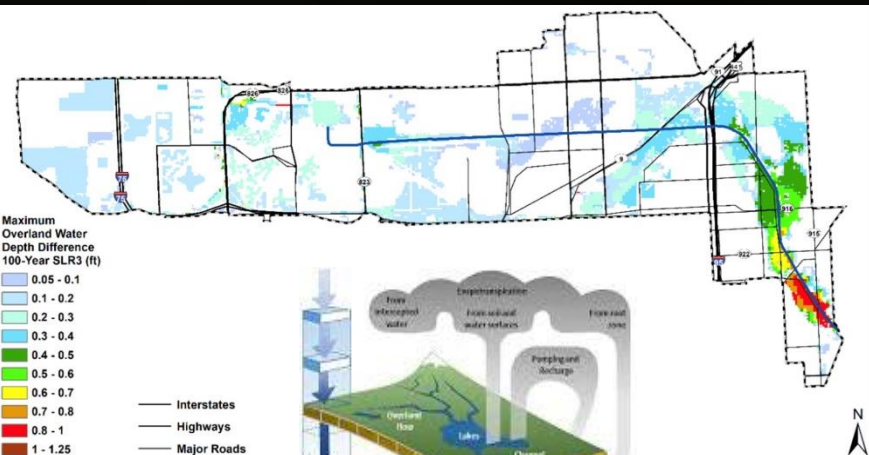 826
826
91
441
9
75
75
823
916
915
922
95
Maximum
Overland Water
Depth Difference
100-Year SLR3 (ft)
0.05 - 0.1
0.1 - 0.2
0.2 - 0.3
0.3 - 0.4
0.4 - 0.5
0.5 - 0.6
0.6 - 0.7
0.7 - 0.8
0.8 - 1
1 - 1.25
Interstates
Highways
Major Roads
Evapotranspiration
From
intercepted
water
From soil and
water surfaces
From root
zone
Pumping and
Recharge
Overland
flow
Lakes
Channel
N